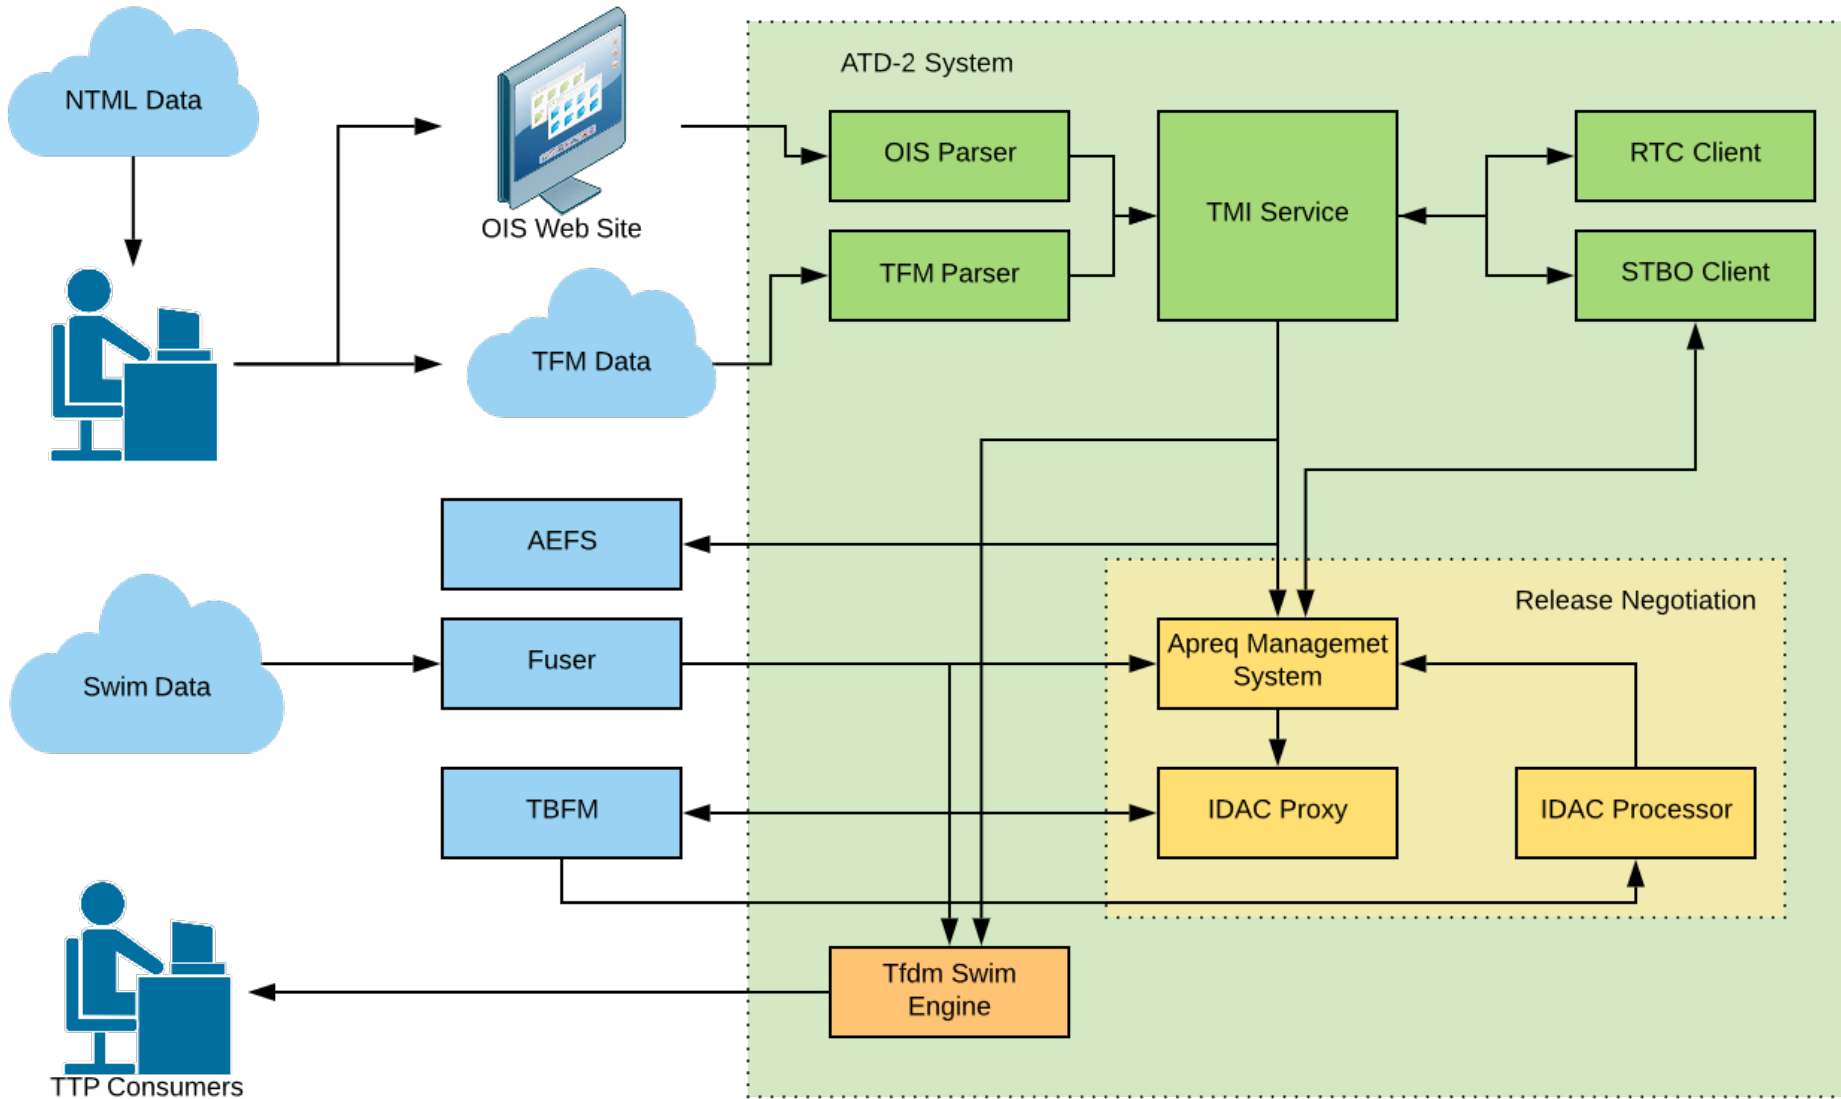 NTML Data
ATD-2 System
OIS Parser
RTC Client
TMI Service
OIS Web Site
TFM Parser
STBO Client
TFM Data
AEFS
Release Negotiation
Swim Data
Fuser
Apreq Managemet
System
TBFM
IDAC Proxy
IDAC Processor
Tfdm Swim
Engine
TTP Consumers